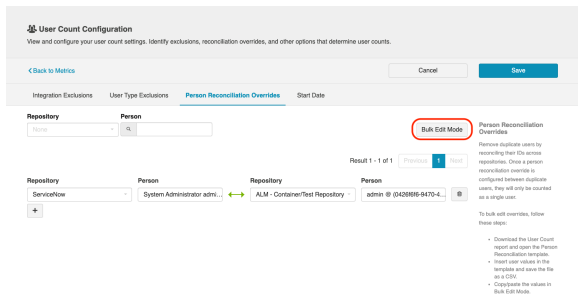 User Count Configuration
View and configure your user count settings. Identify exclusions, reconciliation overrides, and other options that determine user counts.
Back to Metrics
Cancel
Save
Integration Exclusions
User Type Exclusions
Person Reconciliation Overrides
Start Date
Repository
Person
None
Bulk Edit Mode
Result 1 - 1 of 1
Previous
1
Next
Repository
Person
Repository
Person
ServiceNow
System Administrator admi...
ALM - Container/Test Repository
admin @ (0426f6f6-9470-4...
+
Person Reconciliation
Overrides
Remove duplicate users by
reconciling their IDs across
repositories. Once a person
reconciliation override is
configured between duplicate
users, they will only be counted
as a single user.
To bulk edit overrides, follow
these steps:
• Download the User Count
report and open the Person
Reconciliation template.
• Insert user values in the
template and save the file
as a CSV.
• Copy/paste the values in
Bulk Edit Mode.